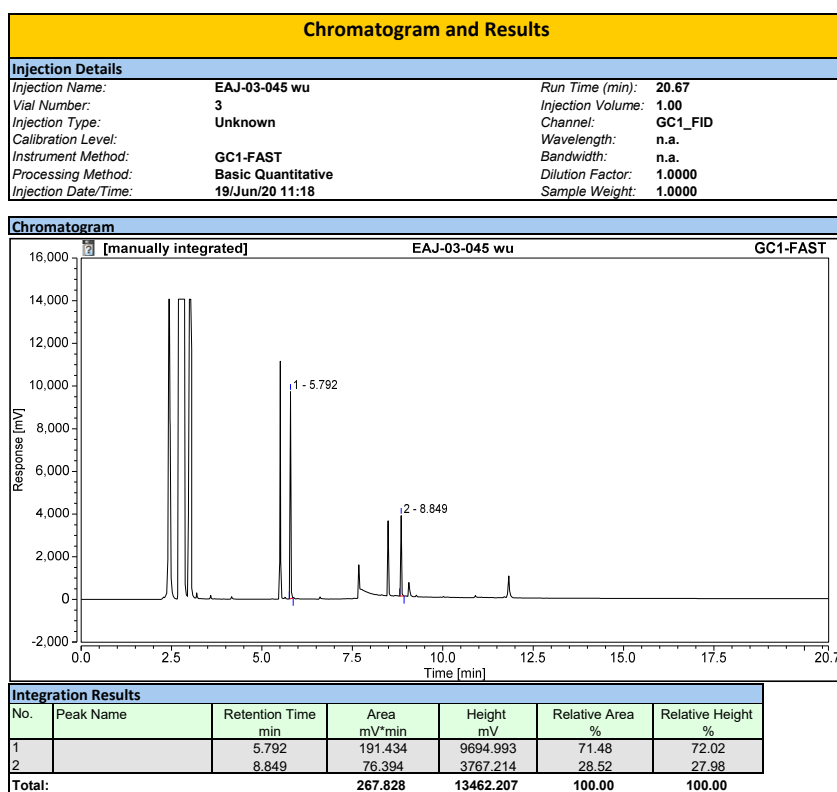 Chromatogram and Results
Injection Details
Injection Name: EAJ-03-045 wu Run Time (min): 20.67
Vial Number: 3 Injection Volume: 1.00
Injection Type: Unknown Channel: GC1_FID
Calibration Level: Wavelength: n.a.
Instrument Method: GC1-FAST Bandwidth: n.a.
Processing Method: Basic Quantitative Dilution Factor: 1.0000
Injection Date/Time: 19/Jun/20 11:18 Sample Weight: 1.0000
Chromatogram
? [manually integrated] EAJ-03-045 wu GC1-FAST
16,000
14,000
12,000
10,000
8,000
6,000
4,000
2,000
0
-2,000
Response [mV]
1 - 5.792
2 - 8.849
0.0 2.5 5.0 7.5 10.0 12.5 15.0 17.5 20.7
Time [min]
Integration Results
No. Peak Name Retention Time Area Height Relative Area Relative Height
min mV*min mV % %
1 5.792 191.434 9694.993 71.48 72.02
2 8.849 76.394 3767.214 28.52 27.98
Total: 267.828 13462.207 100.00 100.00